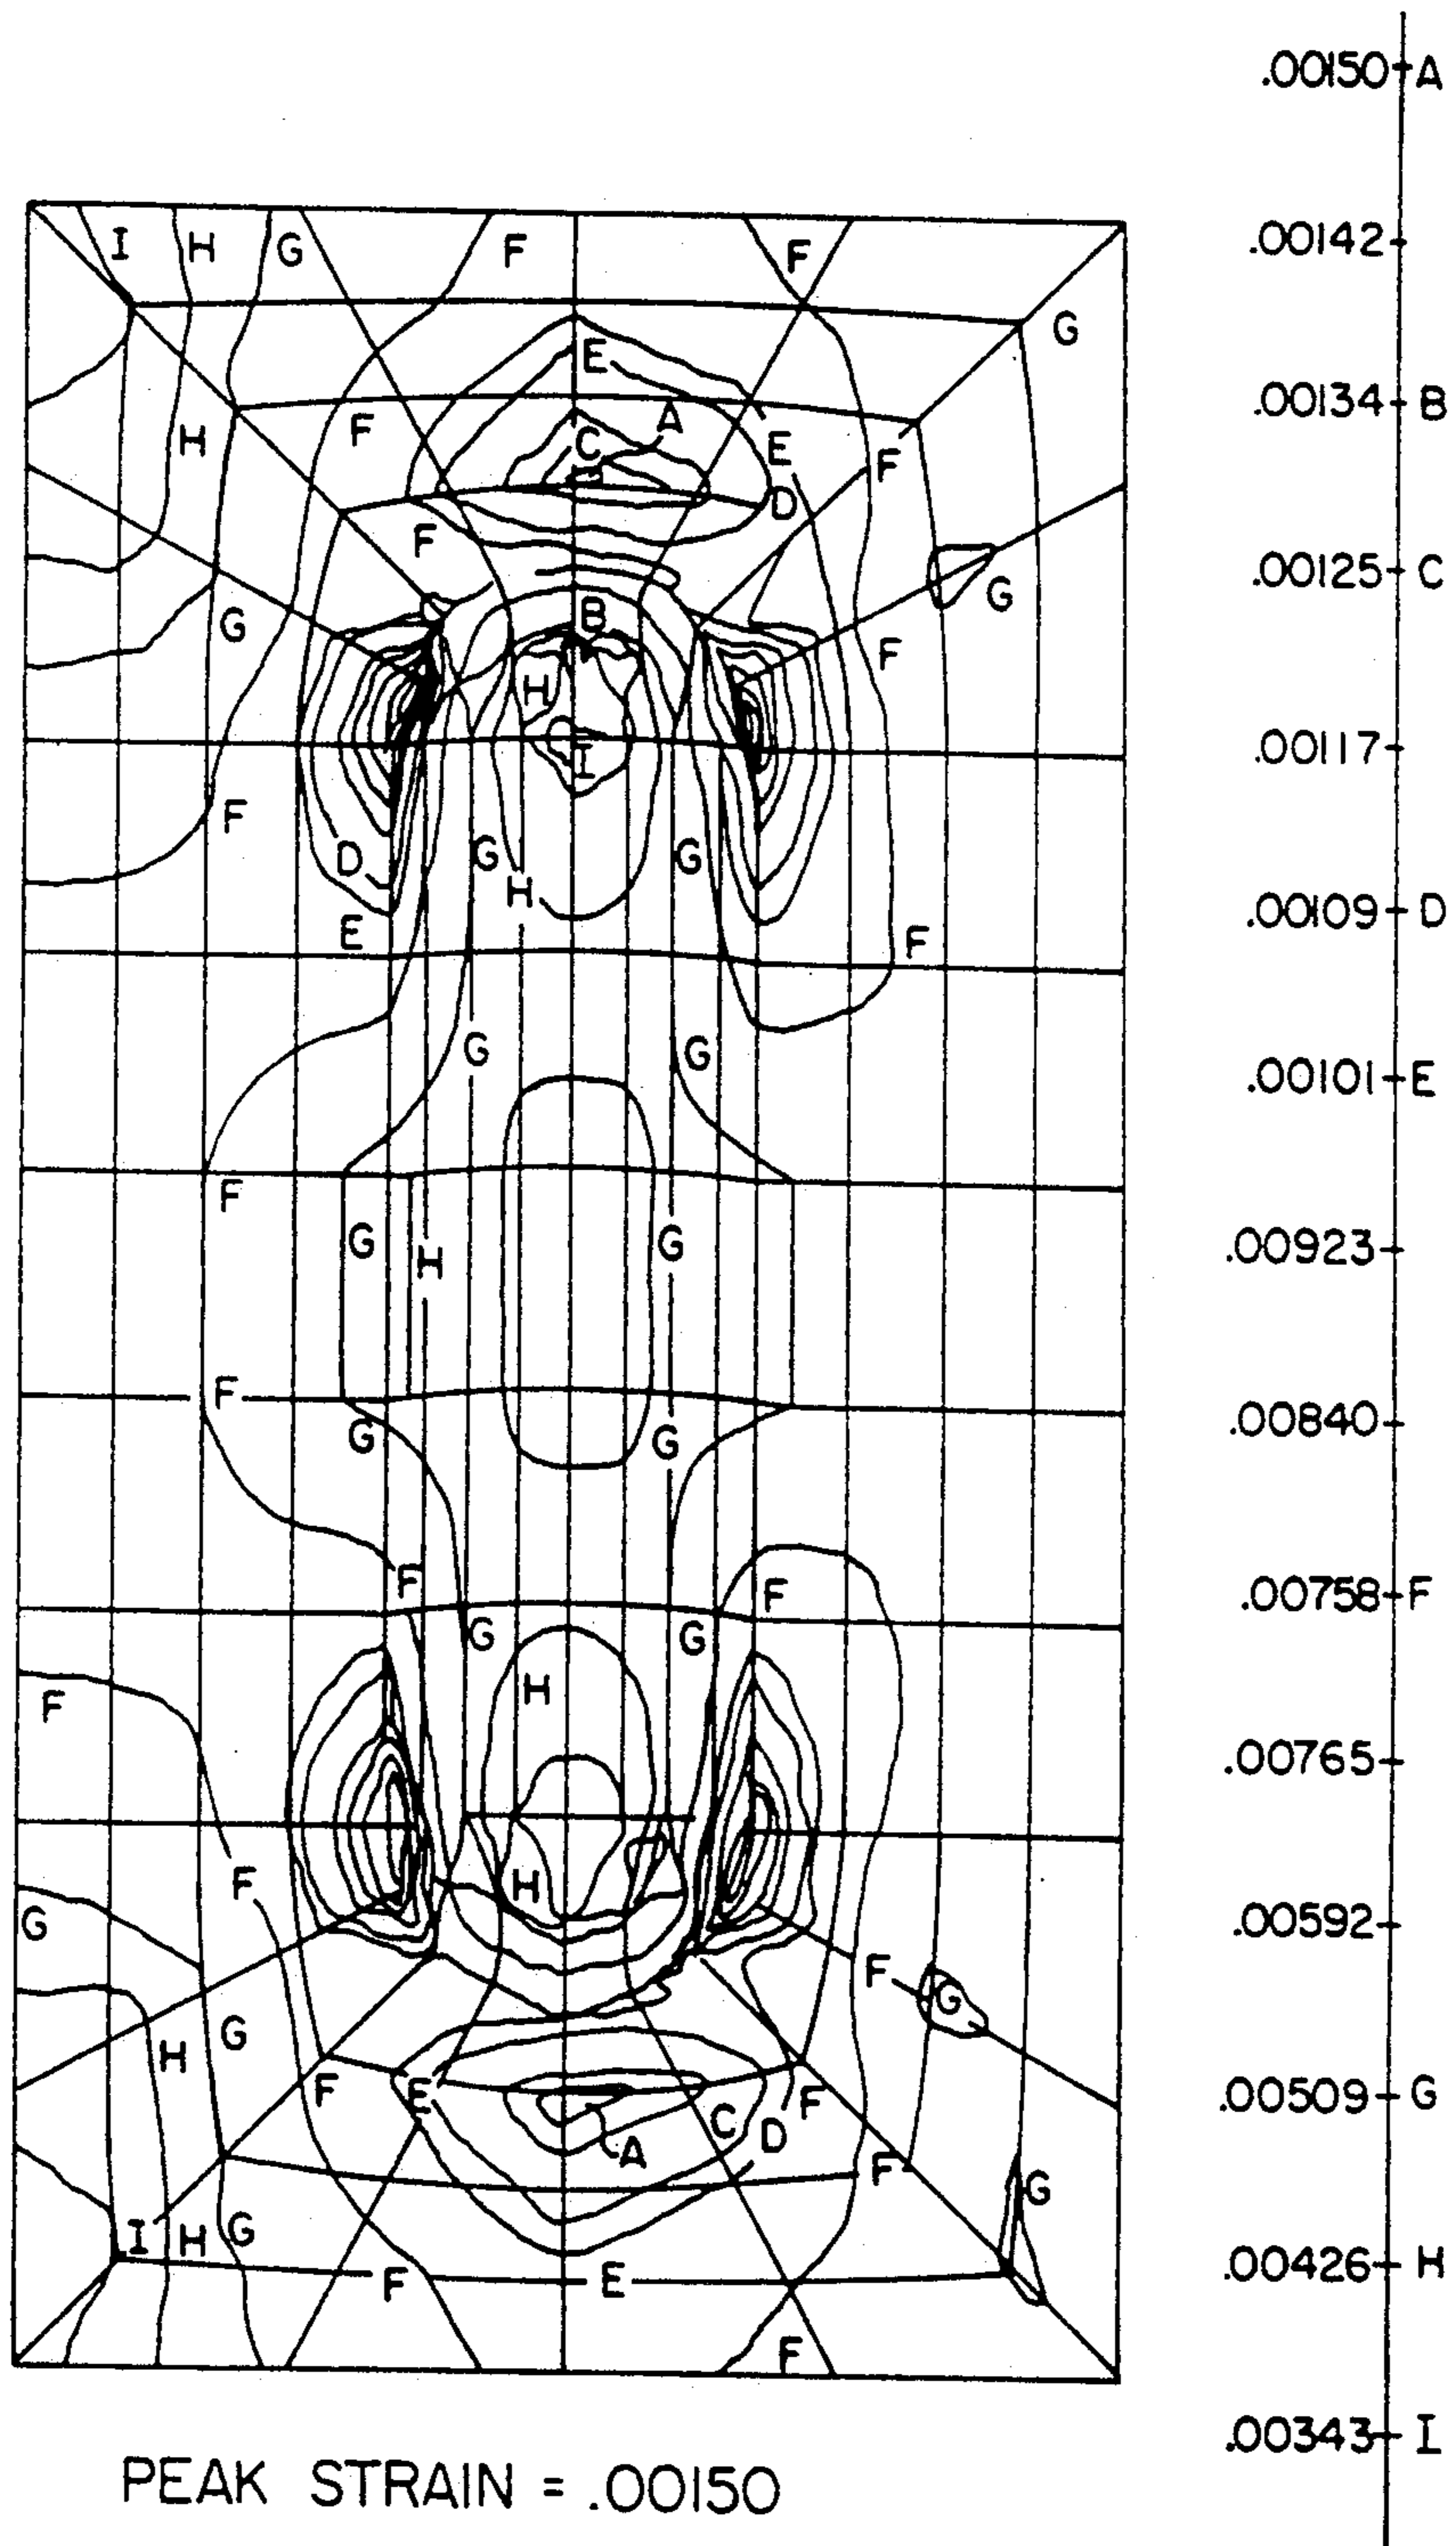 .00150 A
I H G F F
.00142
E G
.00134 B
F A
H C E F
D
F
.00125 C
G
G B
F
H
.00117
I
F
D G G
H
.00109 D
E F
G G
.00101 E
F
G H G
.00923
F
G G
.00840
F F
.00758 F
G G
F H
.00765
F H
G
.00592
F G
H G
F E F
.00509 G
C D
A
F G
I H G
F E
.00426 H
F
.00343 I
PEAK STRAIN = .00150